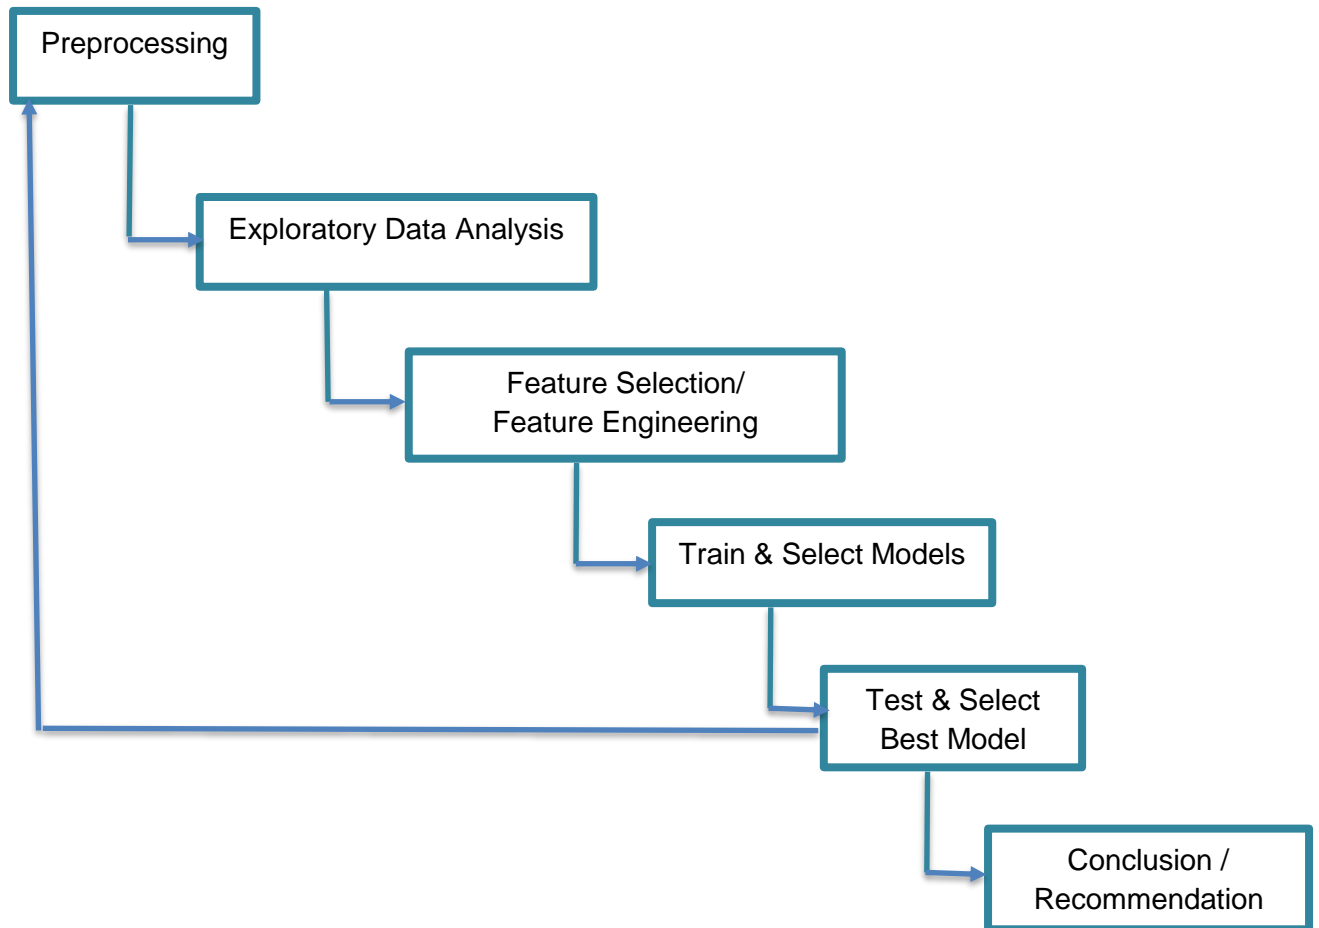 Preprocessing
Exploratory Data Analysis
Feature Selection/
Feature Engineering
Train & Select Models
Test & Select
Best Model
Conclusion /
Recommendation